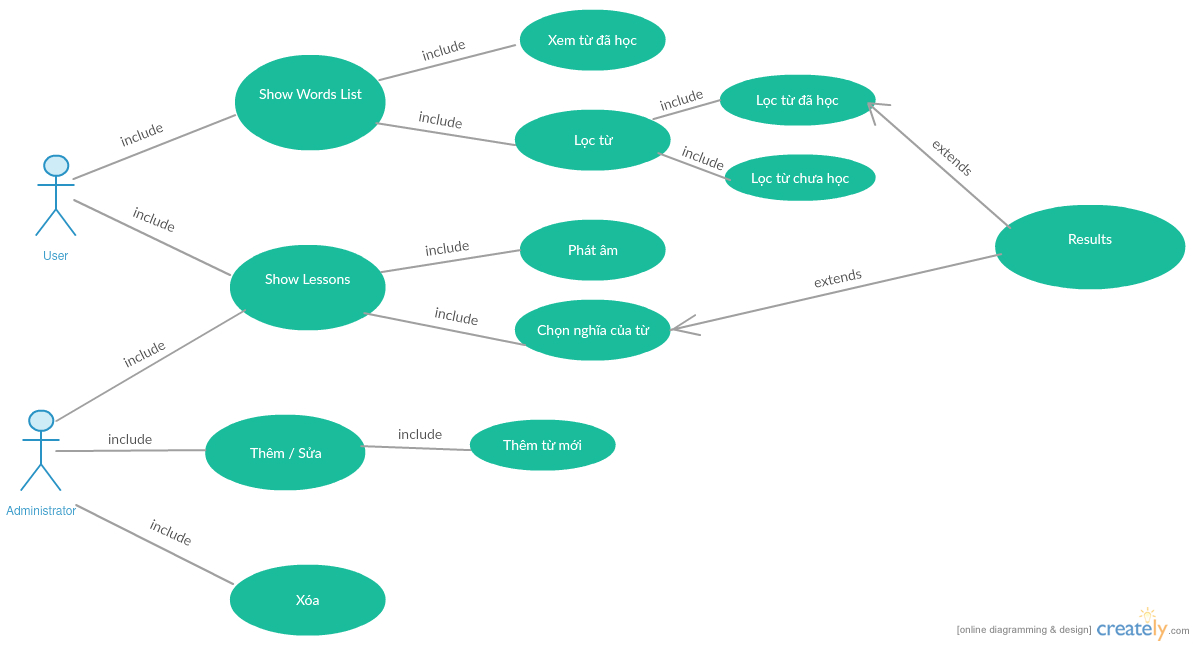 Xem từ đã học
include
Show Words List
include
Lọc từ
include
Lọc từ đã học
include
Lọc từ chưa học
include
User
include
extends
Results
Show Lessons
include
Phát âm
include
Chọn nghĩa của từ
extends
include
Administrator
include
Thêm / Sửa
include
Thêm từ mới
include
Xóa
[online diagramming & design] creately.com